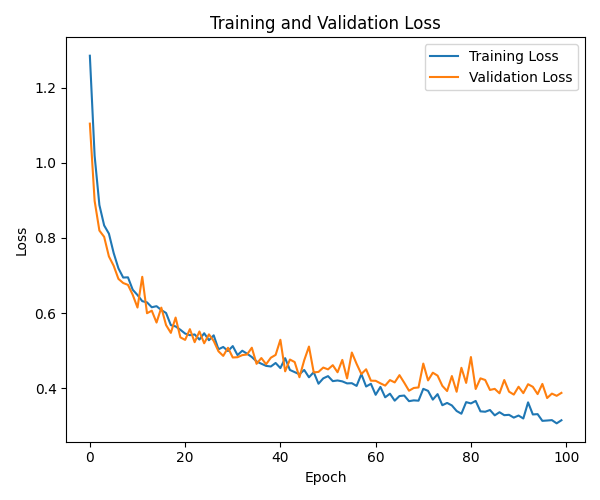 Training and Validation Loss
Training Loss
Validation Loss
Loss
1.2
1.0
0.8
0.6
0.4
0 20 40 60 80 100
Epoch